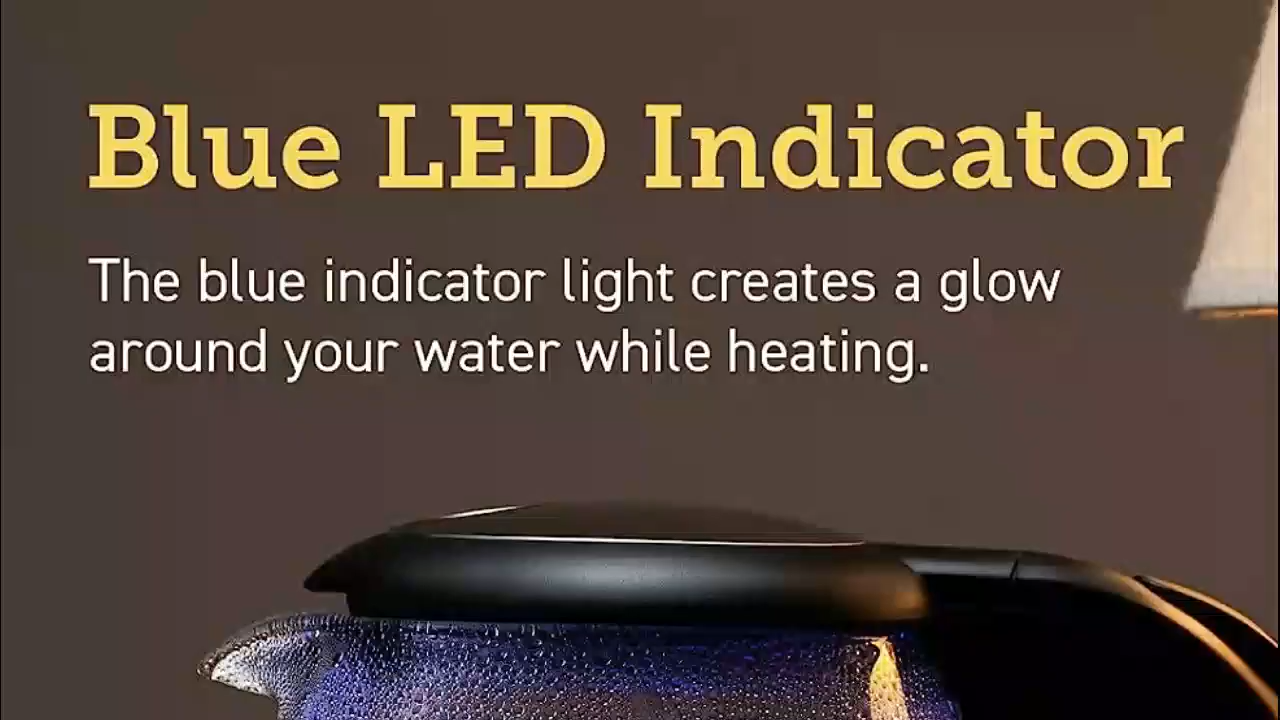 Blue LED Indicator
The blue indicator light creates a glow
around your water while heating.